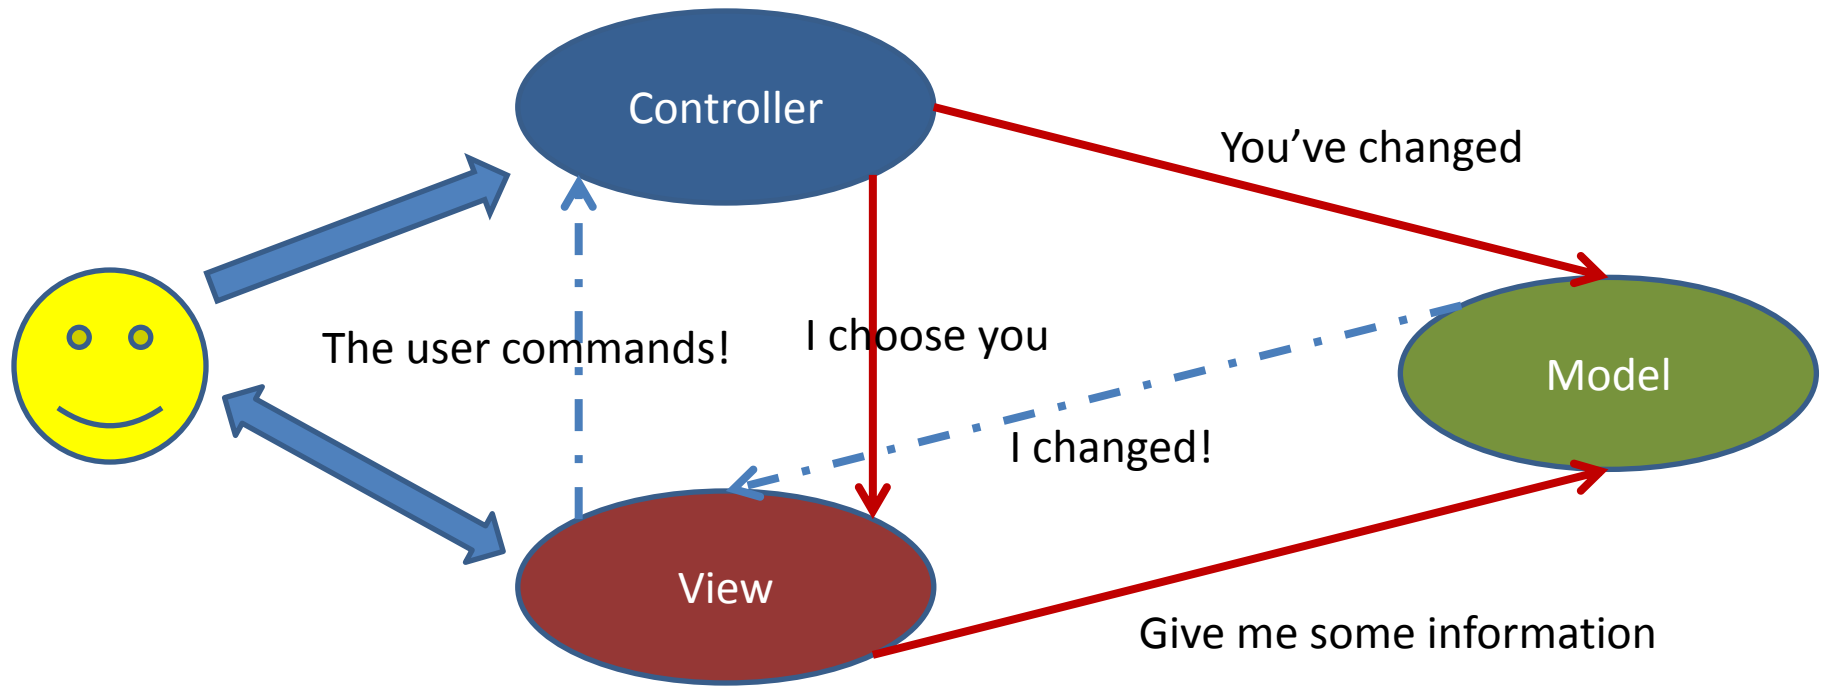 Controller
You’ve changed
The user commands!
I choose you
Model
I changed!
View
Give me some information